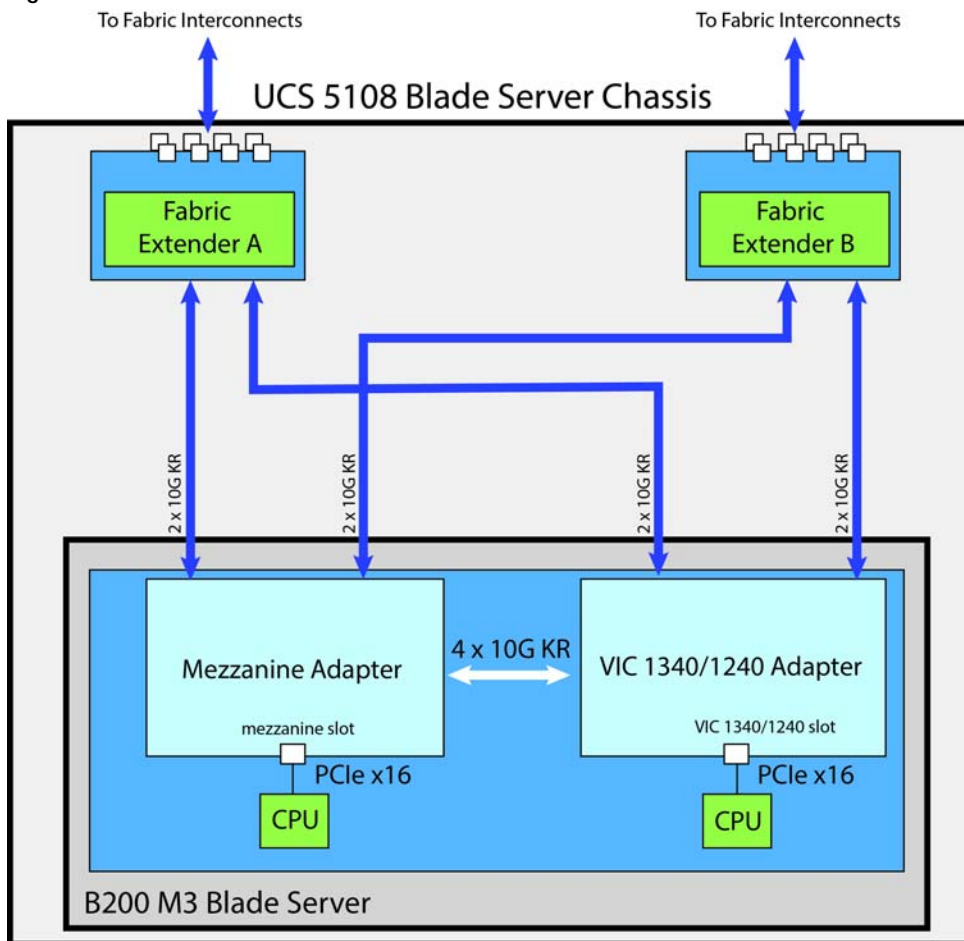 To Fabric Interconnects
To Fabric Interconnects
UCS 5108 Blade Server Chassis
Fabric
Extender A
Fabric
Extender B
2 x 10G KR
2 x 10G KR
2 x 10G KR
2 x 10G KR
Mezzanine Adapter
4 x 10G KR
VIC 1340/1240 Adapter
mezzanine slot
VIC 1340/1240 slot
PCIe x16
PCIe x16
CPU
CPU
B200 M3 Blade Server